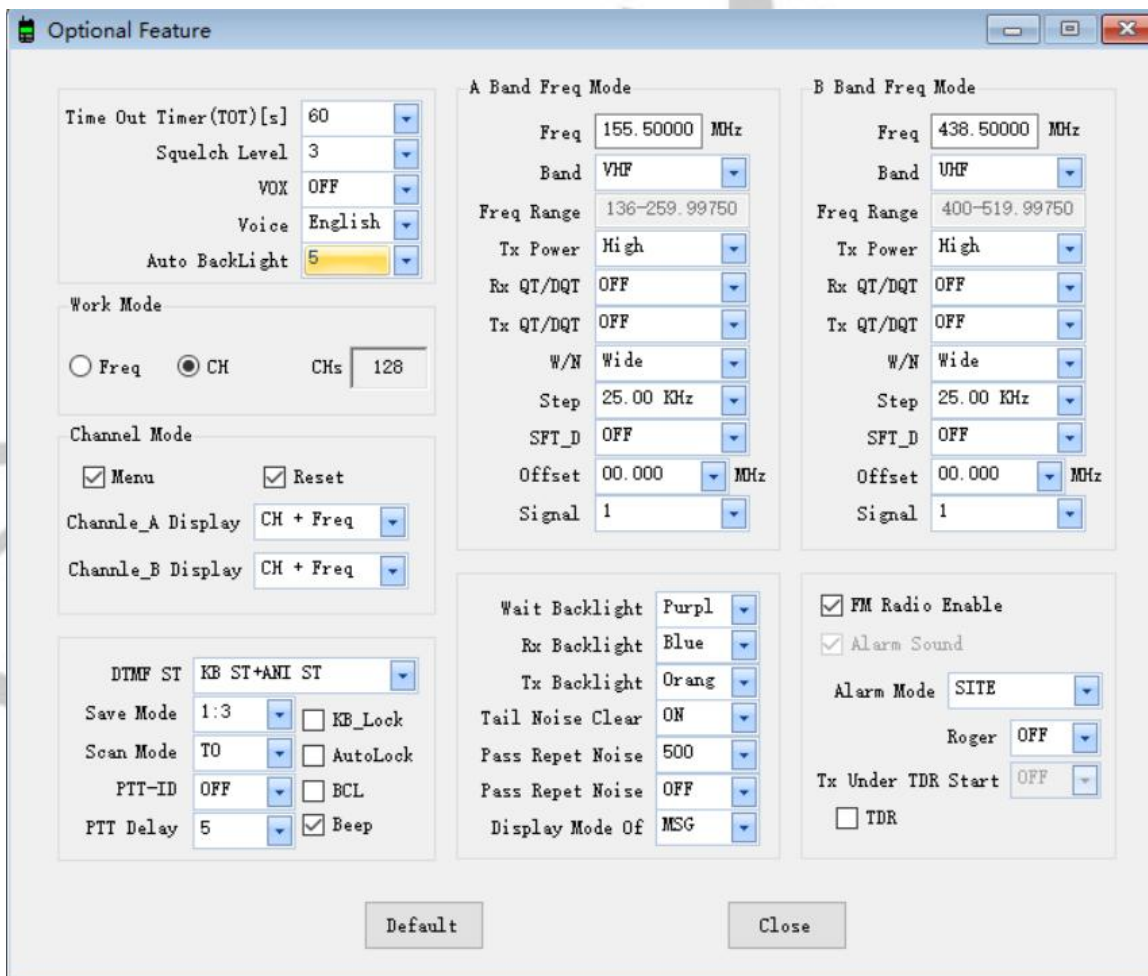 Optional Feature
Time Out Timer(TOT)[s] 60
Squelch Level 3
VOX OFF
Voice English
Auto BackLight 5
Work Mode
Freq CH CHs 128
Channel Mode
Menu Reset
Channle_A Display CH + Freq
Channle_B Display CH + Freq
DTMF ST KB ST+ANI ST
Save Mode 1:3 KB_Lock
Scan Mode TO AutoLock
PTT-ID OFF BCL
PTT Delay 5 Beep
A Band Freq Mode
Freq 155.50000 MHz
Band VHF
Freq Range 136-259.99750
Tx Power High
Rx QT/DQT OFF
Tx QT/DQT OFF
W/N Wide
Step 25.00 KHz
SFT_D OFF
Offset 00.000 MHz
Signal 1
B Band Freq Mode
Freq 438.50000 MHz
Band UHF
Freq Range 400-519.99750
Tx Power High
Rx QT/DQT OFF
Tx QT/DQT OFF
W/N Wide
Step 25.00 KHz
SFT_D OFF
Offset 00.000 MHz
Signal 1
Wait Backlight Purpl
Rx Backlight Blue
Tx Backlight Orang
Tail Noise Clear ON
Pass Repet Noise 500
Pass Repet Noise OFF
Display Mode Of MSG
FM Radio Enable
Alarm Sound
Alarm Mode SITE
Roger OFF
Tx Under TDR Start OFF
TDR
Default Close